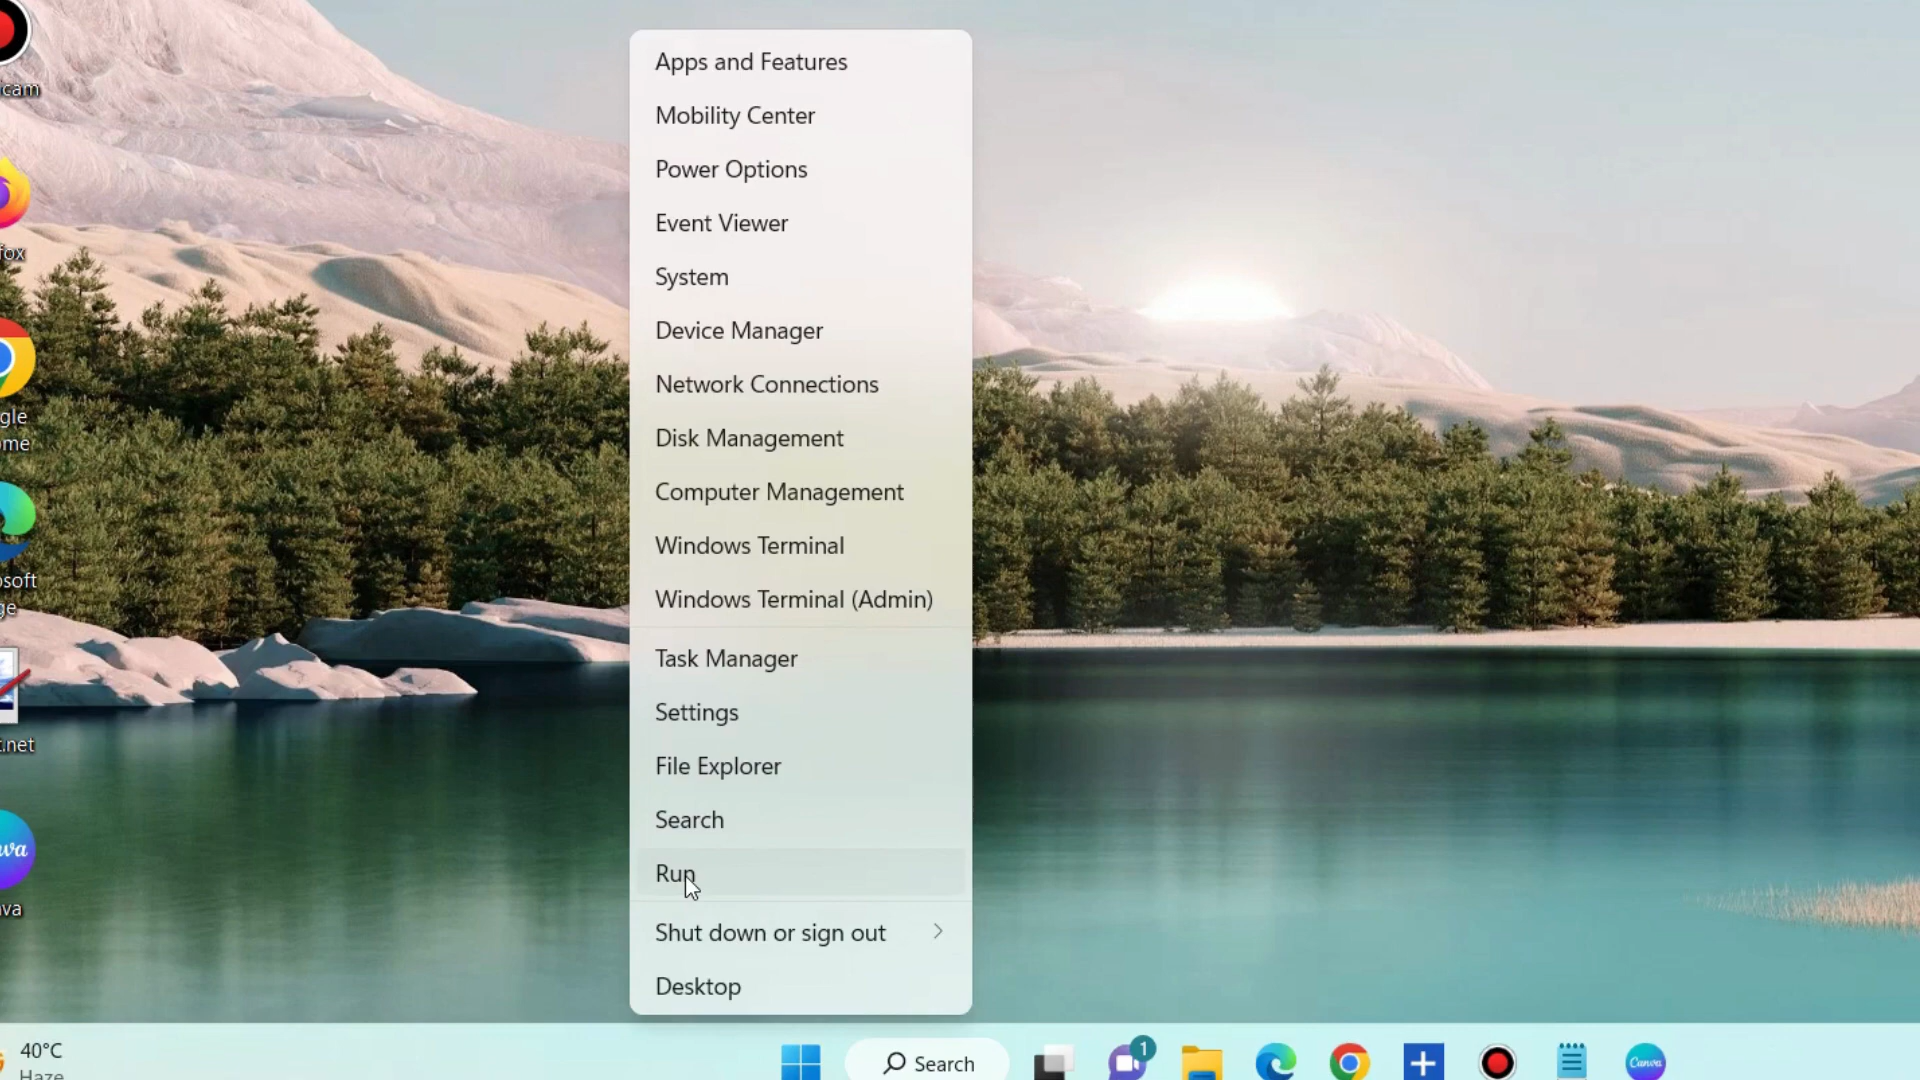 cam
fox
gle
me
soft
ge
t.net
va
Apps and Features
Mobility Center
Power Options
Event Viewer
System
Device Manager
Network Connections
Disk Management
Computer Management
Windows Terminal
Windows Terminal (Admin)
Task Manager
Settings
File Explorer
Search
Run
Shut down or sign out
Desktop
40°C
Haze
Search
1
Canva